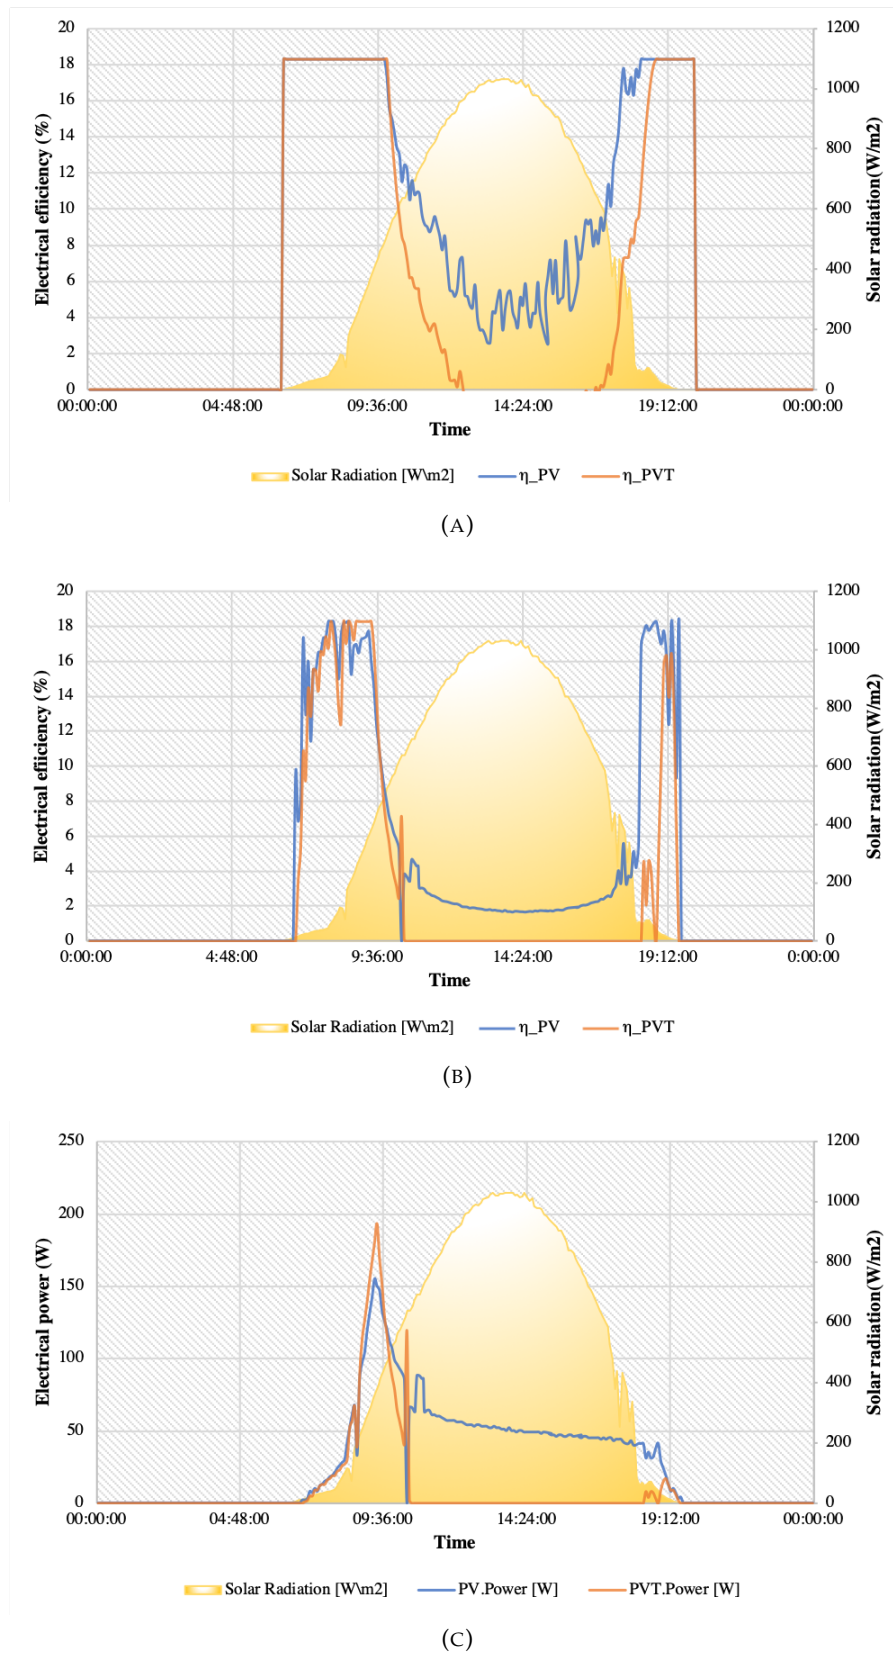 20
18
16
14
12
10
8
6
4
2
0
Electrical efiiciency (%)
1200
1000
800
600
400
200
0
Solar radiation(W/m2)
00:00:00 04:48:00 09:36:00 14:24:00 19:12:00 00:00:00
Time
Solar Radiation [W\m2] η_PV η_PVT
(A)
20
18
16
14
12
10
8
6
4
2
0
Electrical efiiciency (%)
1200
1000
800
600
400
200
0
Solar radiation(W/m2)
0:00:00 4:48:00 9:36:00 14:24:00 19:12:00 0:00:00
Time
Solar Radiation [W\m2] η_PV η_PVT
(B)
250
200
150
100
50
0
Electrical power (W)
1200
1000
800
600
400
200
0
Solar radiation(W/m2)
00:00:00 04:48:00 09:36:00 14:24:00 19:12:00 00:00:00
Time
Solar Radiation [W\m2] PV.Power [W] PVT.Power [W]
(C)